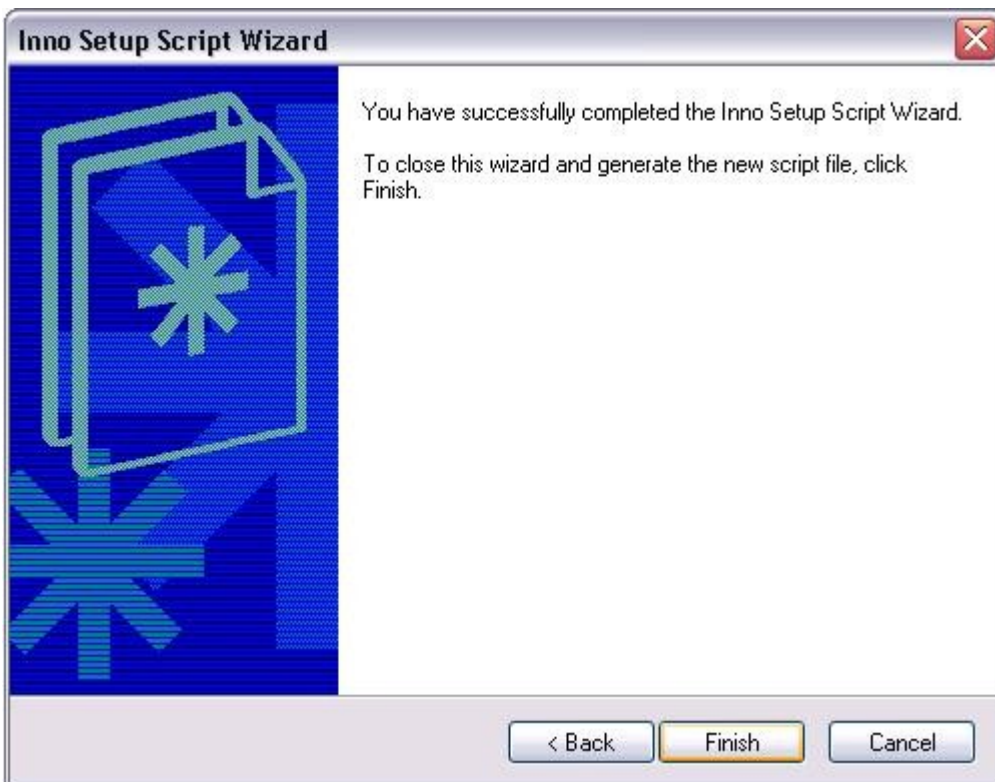 Inno Setup Script Wizard
You have successfully completed the Inno Setup Script Wizard.
To close this wizard and generate the new script file, click
Finish.
< Back
Finish
Cancel